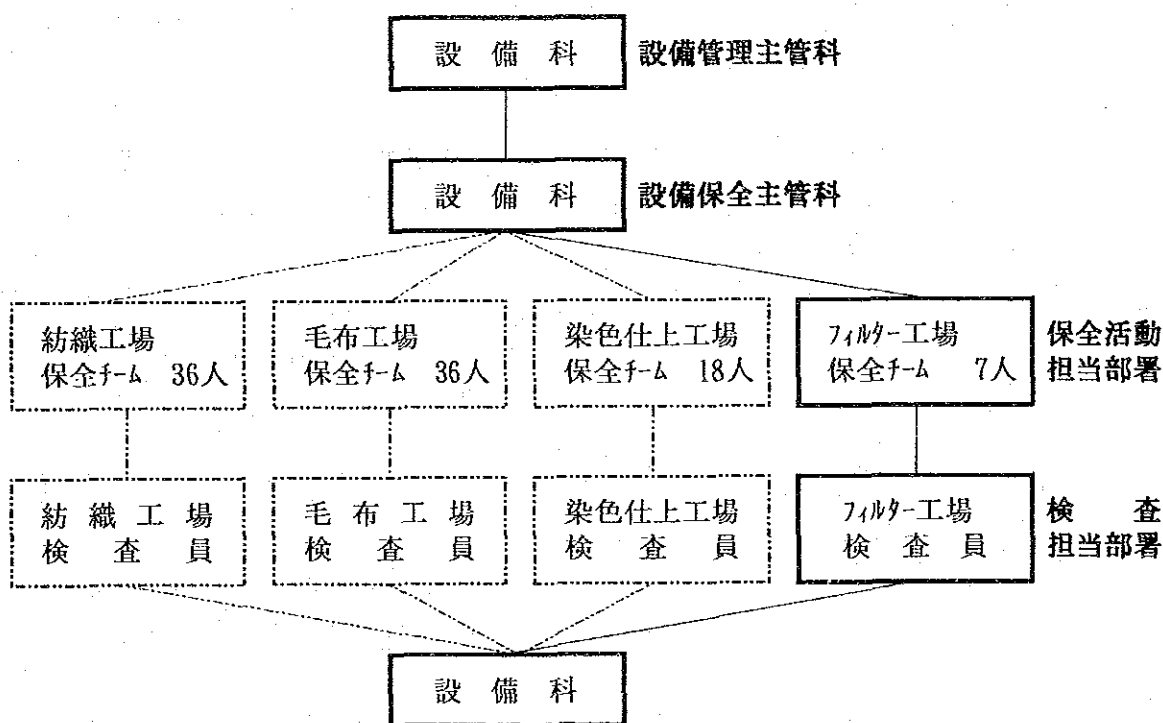 設備科 設備管理主管科
設備科 設備保全主管科
紡織工場 毛布工場 染色仕上工場 フィルター工場 保全活動
保全チーム 36人 保全チーム 36人 保全チーム 18人 保全チーム 7人 担当部署
紡織工場 毛布工場 染色仕上工場 フィルター工場 検査
検査員 検査員 検査員 検査員 担当部署
設備科